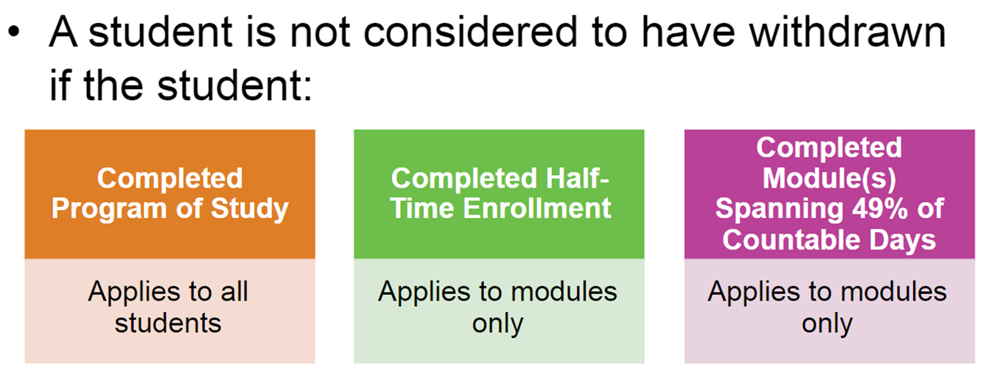 • A student is not considered to have withdrawn
if the student:
Completed
Program of Study
Applies to all
students
Completed Half-
Time Enrollment
Applies to modules
only
Completed
Module(s)
Spanning 49% of
Countable Days
Applies to modules
only